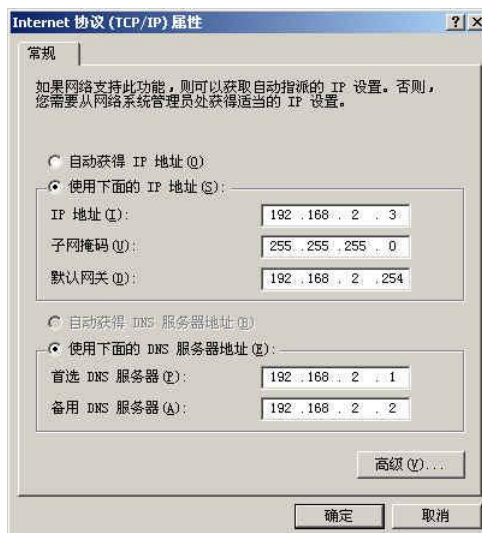 Internet 协议 (TCP/IP) 属性
常规
如果网络支持此功能，则可以获取自动指派的 IP 设置。否则，
您需要从网络系统管理员处获得适当的 IP 设置。
自动获得 IP 地址(O)
使用下面的 IP 地址(S):
IP 地址(I): 192 .168 . 2 . 3
子网掩码(U): 255 .255 .255 . 0
默认网关(D): 192 .168 . 2 .254
自动获得 DNS 服务器地址(B)
使用下面的 DNS 服务器地址(E):
首选 DNS 服务器(P): 192 .168 . 2 . 1
备用 DNS 服务器(A): 192 .168 . 2 . 2
高级(V)...
确定 取消